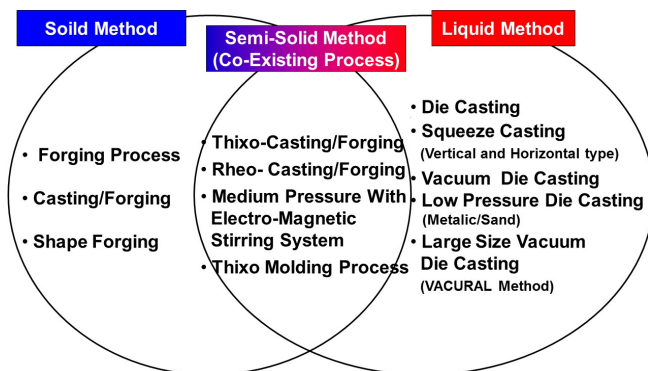 Soild Method
Semi-Solid Method
(Co-Existing Process)
Liquid Method
• Forging Process
• Casting/Forging
• Shape Forging
• Thixo-Casting/Forging
• Rheo- Casting/Forging
• Medium Pressure With
Electro-Magnetic
Stirring System
• Thixo Molding Process
• Die Casting
• Squeeze Casting
(Vertical and Horizontal type)
• Vacuum Die Casting
• Low Pressure Die Casting
(Metalic/Sand)
• Large Size Vacuum
Die Casting
(VACURAL Method)